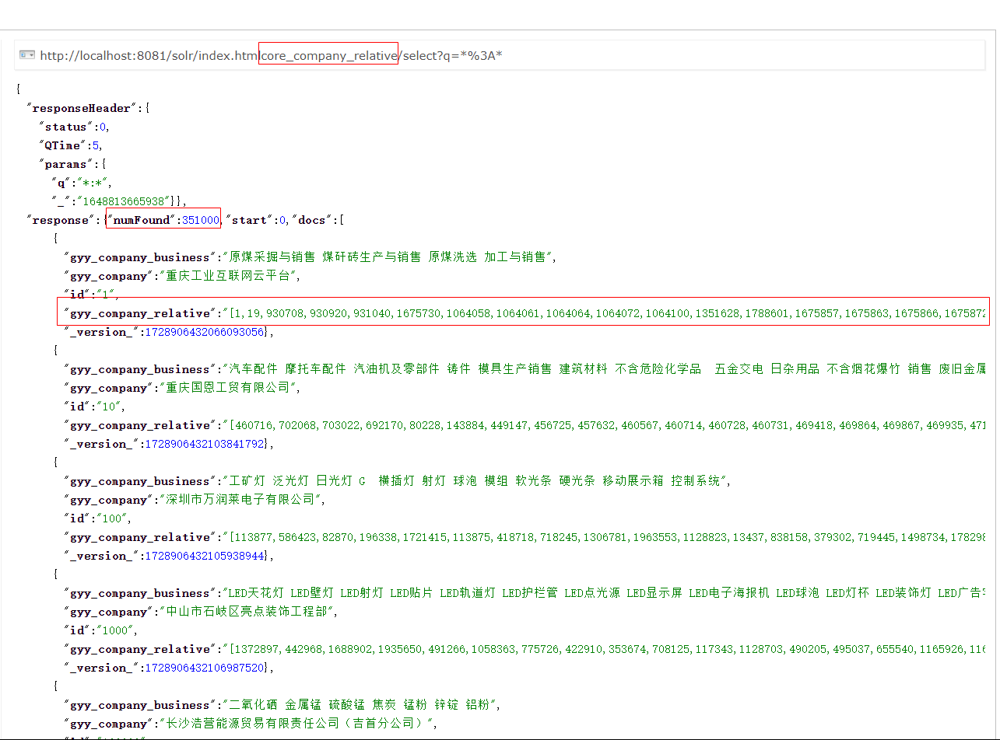 http://localhost:8081/solr/index.htmlcore_company_relative/select?q=*%3A*
{
"responseHeader":{
"status":0,
"QTime":5,
"params":{
"q":"*:*",
"_":"1648813665938"}},
"response":{"numFound":351000,"start":0,"docs":[
{
"gyy_company_business":"原煤采掘与销售 煤矸砖生产与销售 原煤洗选 加工与销售",
"gyy_company":"重庆工业互联网云平台",
"id":"1",
"gyy_company_relative":"[1,19,930708,930920,931040,1675730,1064058,1064061,1064064,1064072,1064100,1351628,1788601,1675857,1675863,1675866,1675872
"_version_":1728906432066093056},
{
"gyy_company_business":"汽车配件 摩托车配件 汽油机及零部件 铸件 模具生产销售 建筑材料 不含危险化学品  五金交电 日杂用品 不含烟花爆竹 销售 废旧金属
"gyy_company":"重庆国恩工贸有限公司",
"id":"10",
"gyy_company_relative":"[460716,702068,703022,692170,80228,143884,449147,456725,457632,460567,460714,460728,460731,469418,469864,469867,469935,471
"_version_":1728906432103841792},
{
"gyy_company_business":"工矿灯 泛光灯 日光灯 G  横插灯 射灯 球泡 模组 软光条 硬光条 移动展示箱 控制系统",
"gyy_company":"深圳市万润莱电子有限公司",
"id":"100",
"gyy_company_relative":"[113877,586423,82870,196338,1721415,113875,418718,718245,1306781,1963553,1128823,13437,838158,379302,719445,1498734,178298
"_version_":1728906432105938944},
{
"gyy_company_business":"LED天花灯 LED壁灯 LED射灯 LED贴片 LED轨道灯 LED护栏管 LED点光源 LED显示屏 LED电子海报机 LED球泡 LED灯杯 LED装饰灯 LED广告字
"gyy_company":"中山市石岐区亮点装饰工程部",
"id":"1000",
"gyy_company_relative":"[1372897,442968,1688902,1935650,491266,1058363,775726,422910,353674,708125,117343,1128703,490205,495037,655540,1165926,116
"_version_":1728906432106987520},
{
"gyy_company_business":"二氧化硒 金属锰 硫酸锰 焦炭 锰粉 锌锭 铝粉",
"gyy_company":"长沙浩营能源贸易有限责任公司（吉首分公司）",